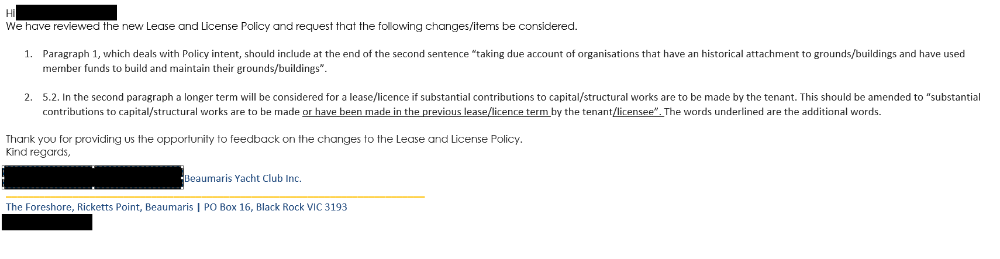 Hi
We have reviewed the new Lease and License Policy and request that the following changes/items be considered.
1. Paragraph 1, which deals with Policy intent, should include at the end of the second sentence “taking due account of organisations that have an historical attachment to grounds/buildings and have used
member funds to build and maintain their grounds/buildings”.
2. 5.2. In the second paragraph a longer term will be considered for a lease/licence if substantial contributions to capital/structural works are to be made by the tenant. This should be amended to “substantial
contributions to capital/structural works are to be made or have been made in the previous lease/licence term by the tenant/licensee”. The words underlined are the additional words.
Thank you for providing us the opportunity to feedback on the changes to the Lease and License Policy.
Kind regards,
Beaumaris Yacht Club Inc.
The Foreshore, Ricketts Point, Beaumaris | PO Box 16, Black Rock VIC 3193